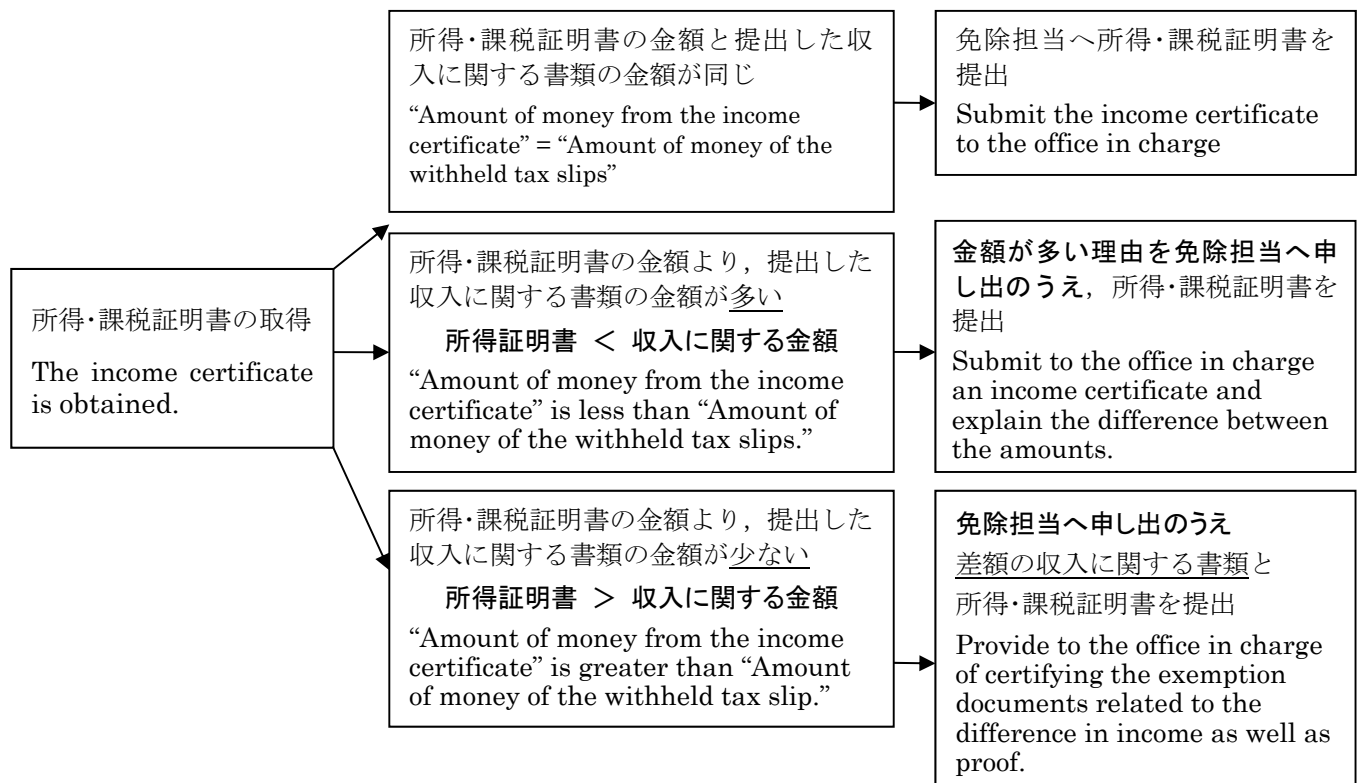 所得・課税証明書の取得
The income certificate
is obtained.
所得・課税証明書の金額と提出した収
入に関する書類の金額が同じ
“Amount of money from the income
certificate” = “Amount of money of the
withheld tax slips”
免除担当へ所得・課税証明書を
提出
Submit the income certificate
to the office in charge
所得・課税証明書の金額より，提出した
収入に関する書類の金額が多い
所得証明書 ＜ 収入に関する金額
“Amount of money from the income
certificate” is less than “Amount of
money of the withheld tax slips.”
金額が多い理由を免除担当へ申
し出のうえ，所得・課税証明書を
提出
Submit to the office in charge
an income certificate and
explain the difference between
the amounts.
所得・課税証明書の金額より，提出した
収入に関する書類の金額が少ない
所得証明書 ＞ 収入に関する金額
“Amount of money from the income
certificate” is greater than “Amount
of money of the withheld tax slip.”
免除担当へ申し出のうえ
差額の収入に関する書類と
所得・課税証明書を提出
Provide to the office in charge
of certifying the exemption
documents related to the
difference in income as well as
proof.